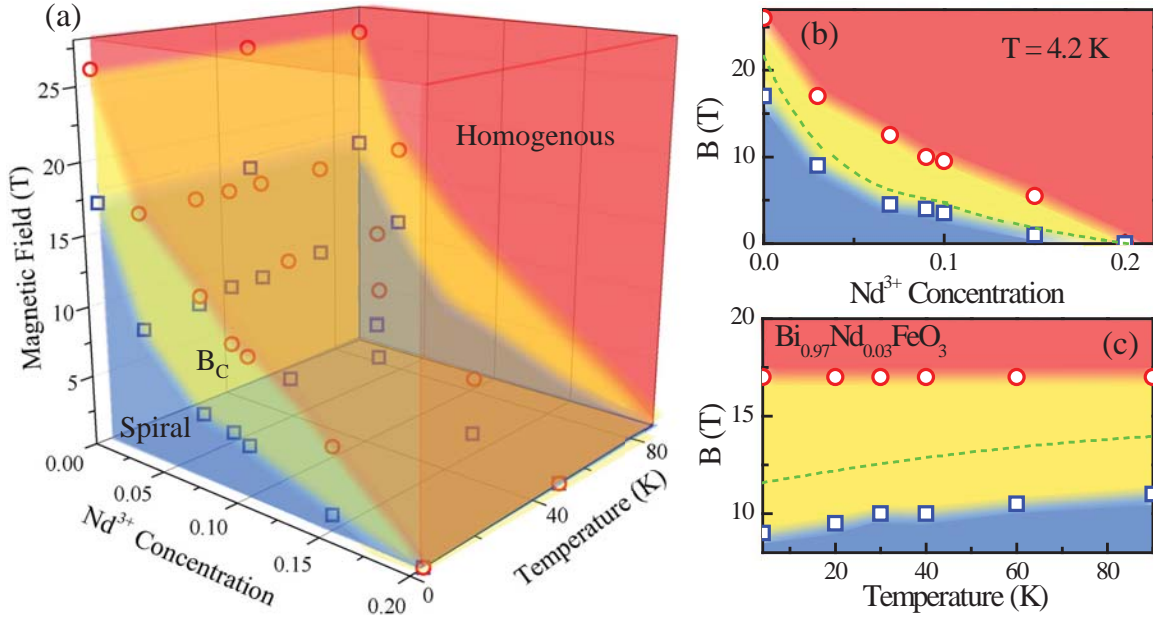 (a)
25
20
15
10
5
Magnetic Field (T)
Homogenous
B_C
Spiral
0.00
0.05
0.10
0.15
0.20
Nd³⁺ Concentration
0
40
80
Temperature (K)
(b)
T = 4.2 K
20
10
0
B (T)
0.0
0.1
0.2
Nd³⁺ Concentration
Bi₀.₉₇Nd₀.₀₃FeO₃
(c)
20
15
10
B (T)
20
40
60
80
Temperature (K)